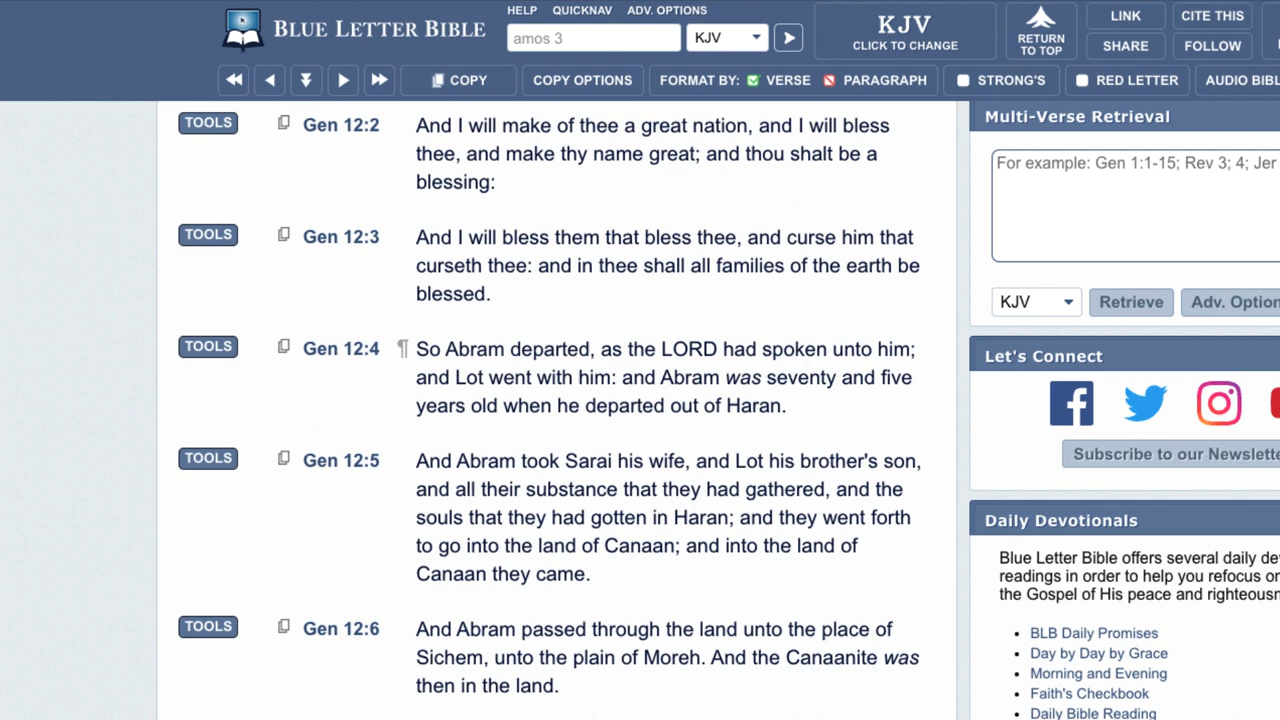 BLUE LETTER BIBLE
HELP QUICKNAV ADV. OPTIONS
amos 3 KJV
KJV
CLICK TO CHANGE
RETURN
TO TOP
LINK CITE THIS
SHARE FOLLOW
COPY COPY OPTIONS FORMAT BY: VERSE PARAGRAPH STRONG'S RED LETTER AUDIO BIBL
TOOLS Gen 12:2 And I will make of thee a great nation, and I will bless
thee, and make thy name great; and thou shalt be a
blessing:
TOOLS Gen 12:3 And I will bless them that bless thee, and curse him that
curseth thee: and in thee shall all families of the earth be
blessed.
TOOLS Gen 12:4 ¶ So Abram departed, as the LORD had spoken unto him;
and Lot went with him: and Abram was seventy and five
years old when he departed out of Haran.
TOOLS Gen 12:5 And Abram took Sarai his wife, and Lot his brother's son,
and all their substance that they had gathered, and the
souls that they had gotten in Haran; and they went forth
to go into the land of Canaan; and into the land of
Canaan they came.
TOOLS Gen 12:6 And Abram passed through the land unto the place of
Sichem, unto the plain of Moreh. And the Canaanite was
then in the land.
Multi-Verse Retrieval
For example: Gen 1:1-15; Rev 3; 4; Jer
KJV Retrieve Adv. Option
Let's Connect
Subscribe to our Newslette
Daily Devotionals
Blue Letter Bible offers several daily de
readings in order to help you refocus o
the Gospel of His peace and righteous
BLB Daily Promises
Day by Day by Grace
Morning and Evening
Faith's Checkbook
Daily Bible Reading